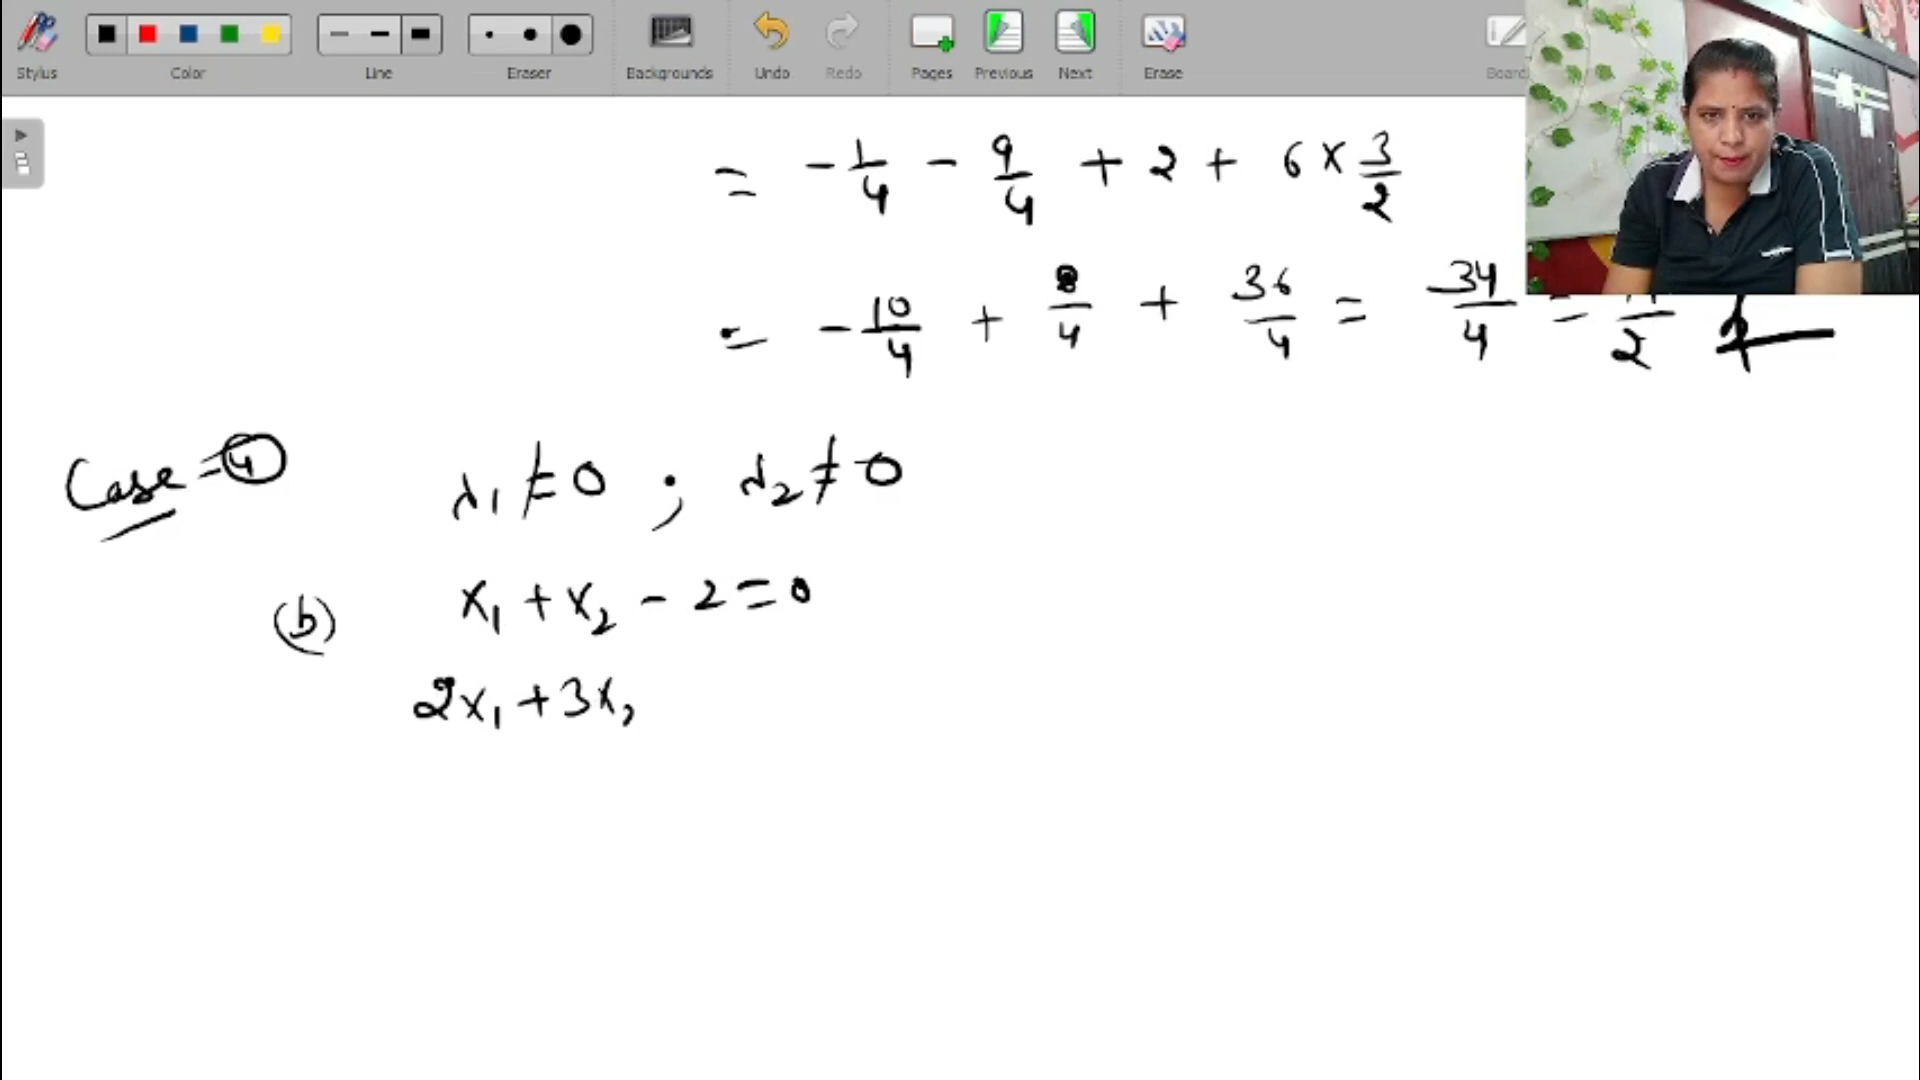 Stylus Color Line Eraser Backgrounds Undo Redo Pages Previous Next Erase Board
= -1/4 - 9/4 + 2 + 6 × 3/2
= -10/4 + 8/4 + 36/4 = 34/4 = /2
Case = 4 λ1 ≠ 0 ; λ2 ≠ 0
(b) x1 + x2 - 2 = 0
2x1 + 3x2